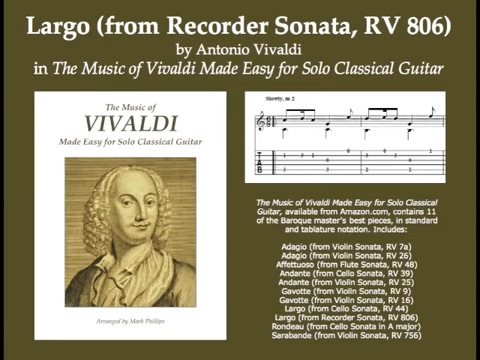 Largo (from Recorder Sonata, RV 806)
by Antonio Vivaldi
in The Music of Vivaldi Made Easy for Solo Classical Guitar
The Music of
VIVALDI
Made Easy for Solo Classical Guitar
Arranged by Mark Phillips
Slowly, in 2
The Music of Vivaldi Made Easy for Solo Classical
Guitar, available from Amazon.com, contains 11
of the Baroque master's best pieces, in standard
and tablature notation. Includes:
Adagio (from Violin Sonata, RV 7a)
Adagio (from Violin Sonata, RV 26)
Affettuoso (from Flute Sonata, RV 48)
Andante (from Cello Sonata, RV 39)
Andante (from Violin Sonata, RV 25)
Gavotte (from Violin Sonata, RV 9)
Gavotte (from Violin Sonata, RV 16)
Largo (from Cello Sonata, RV 44)
Largo (from Recorder Sonata, RV 806)
Rondeau (from Cello Sonata in A major)
Sarabande (from Violin Sonata, RV 756)